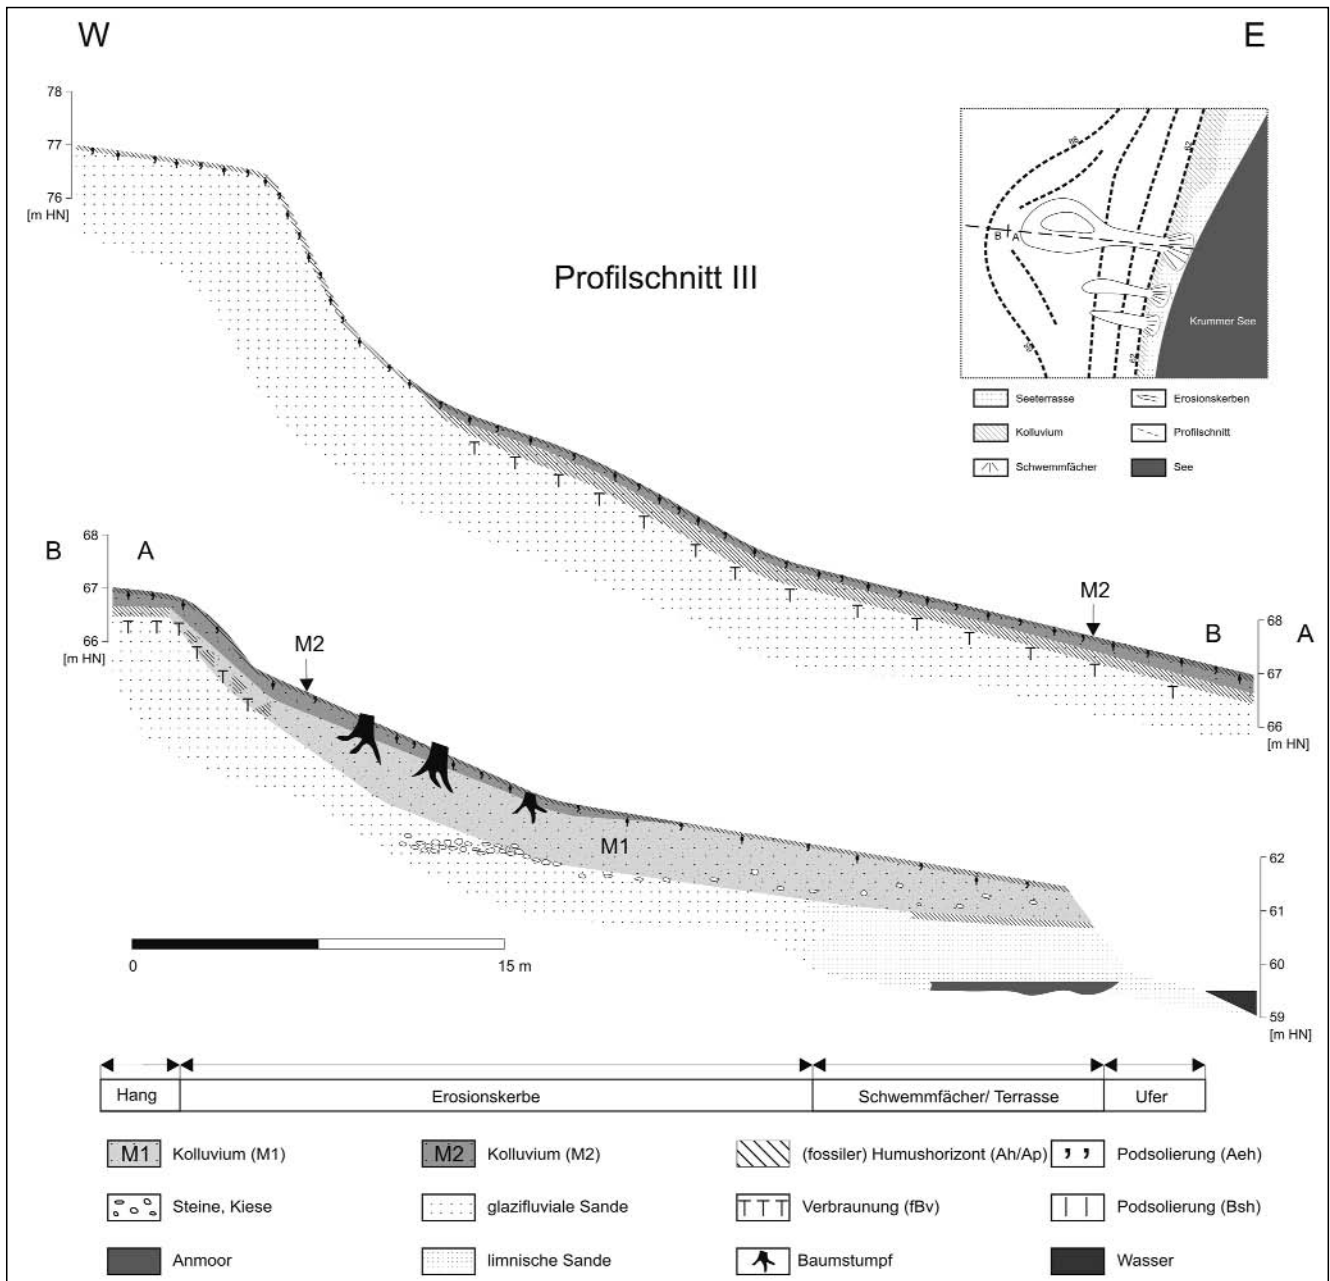 W
E
78
77
76
[m HN]
Profilschnitt III
B
A
Krummer See
62
62
Seeterrasse
Erosionskerben
Kolluvium
Profilschnitt
Schwemmfächer
See
B
A
68
67
66
[m HN]
M2
M2
B
A
68
67
66
[m HN]
M1
62
61
60
59
[m HN]
0
15 m
Hang
Erosionskerbe
Schwemmfächer/ Terrasse
Ufer
M1 Kolluvium (M1)
M2 Kolluvium (M2)
(fossiler) Humushorizont (Ah/Ap)
Podsolierung (Aeh)
Steine, Kiese
glazifluviale Sande
Verbraunung (fBv)
Podsolierung (Bsh)
Anmoor
limnische Sande
Baumstumpf
Wasser